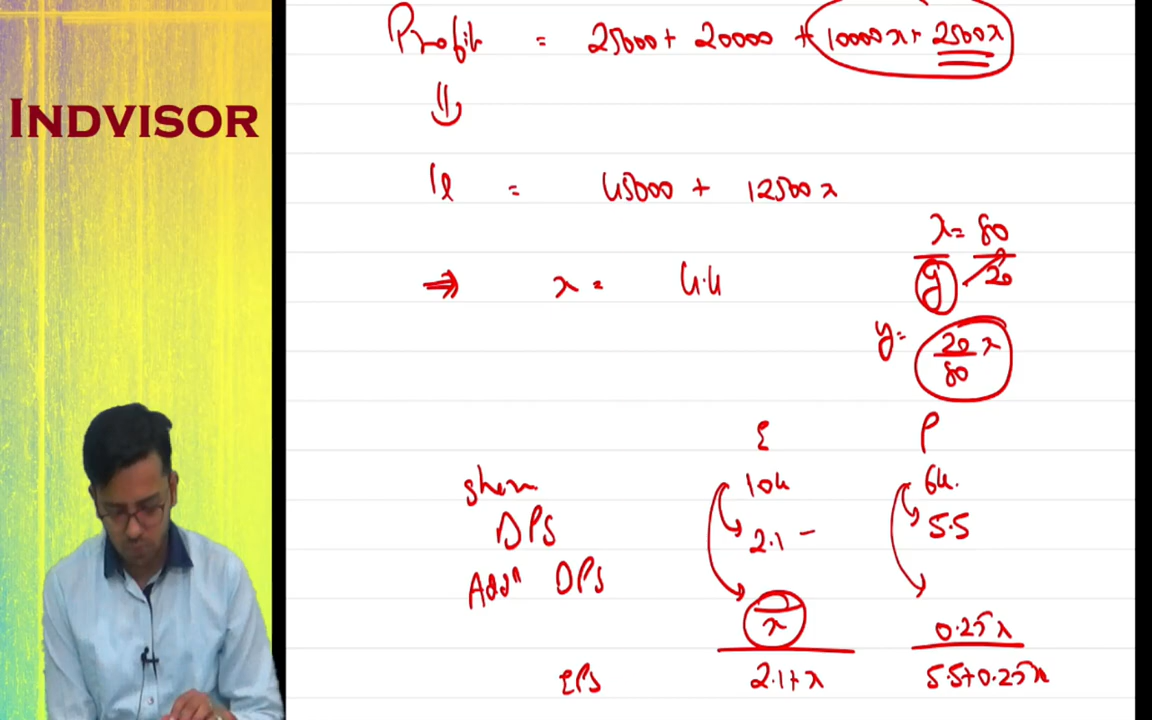 Profit = 25000 + 20000 + 10000x + 2500x
INDVISOR
= 45000 + 12500x
x = 80
y 20
⇒ x = 4.4
y = 20/80 x
E P
share 10k 6k.
DPS 2.1 - 5.5
Addn DPS x 0.25x
EPS 2.1+x 5.5+0.25x